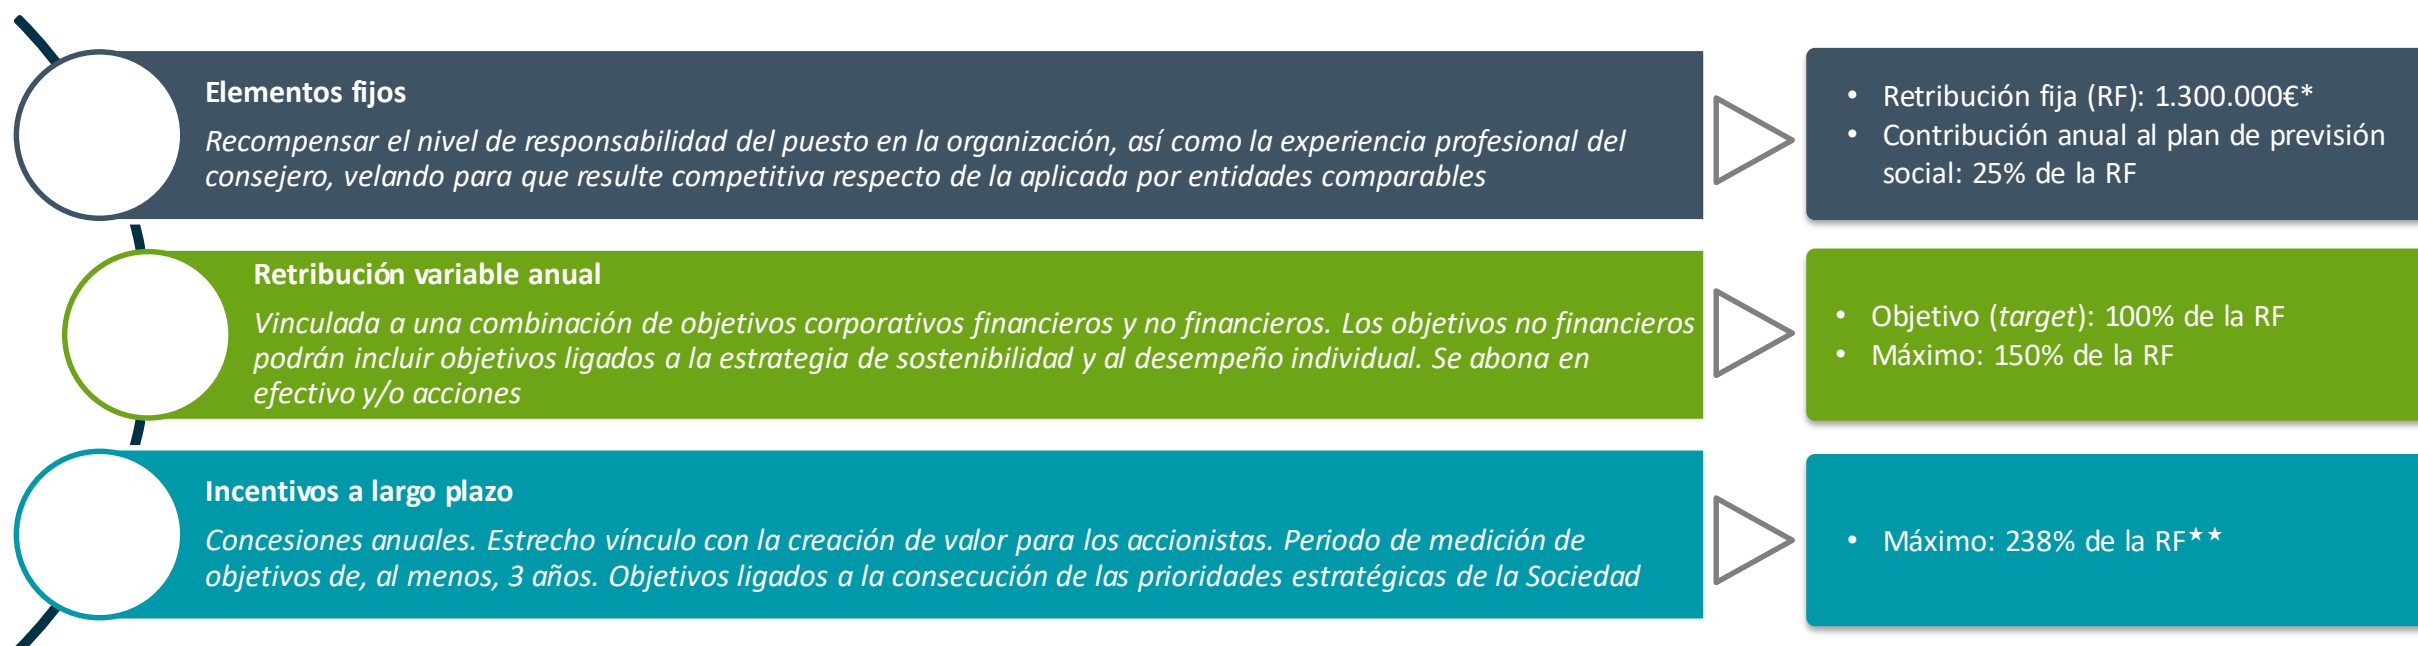 Elementos fijos
Recompensar el nivel de responsabilidad del puesto en la organización, así como la experiencia profesional del
consejero, velando para que resulte competitiva respecto de la aplicada por entidades comparables
• Retribución fija (RF): 1.300.000€*
• Contribución anual al plan de previsión
social: 25% de la RF
Retribución variable anual
Vinculada a una combinación de objetivos corporativos financieros y no financieros. Los objetivos no financieros
podrán incluir objetivos ligados a la estrategia de sostenibilidad y al desempeño individual. Se abona en
efectivo y/o acciones
• Objetivo (target): 100% de la RF
• Máximo: 150% de la RF
Incentivos a largo plazo
Concesiones anuales. Estrecho vínculo con la creación de valor para los accionistas. Periodo de medición de
objetivos de, al menos, 3 años. Objetivos ligados a la consecución de las prioridades estratégicas de la Sociedad
• Máximo: 238% de la RF★★